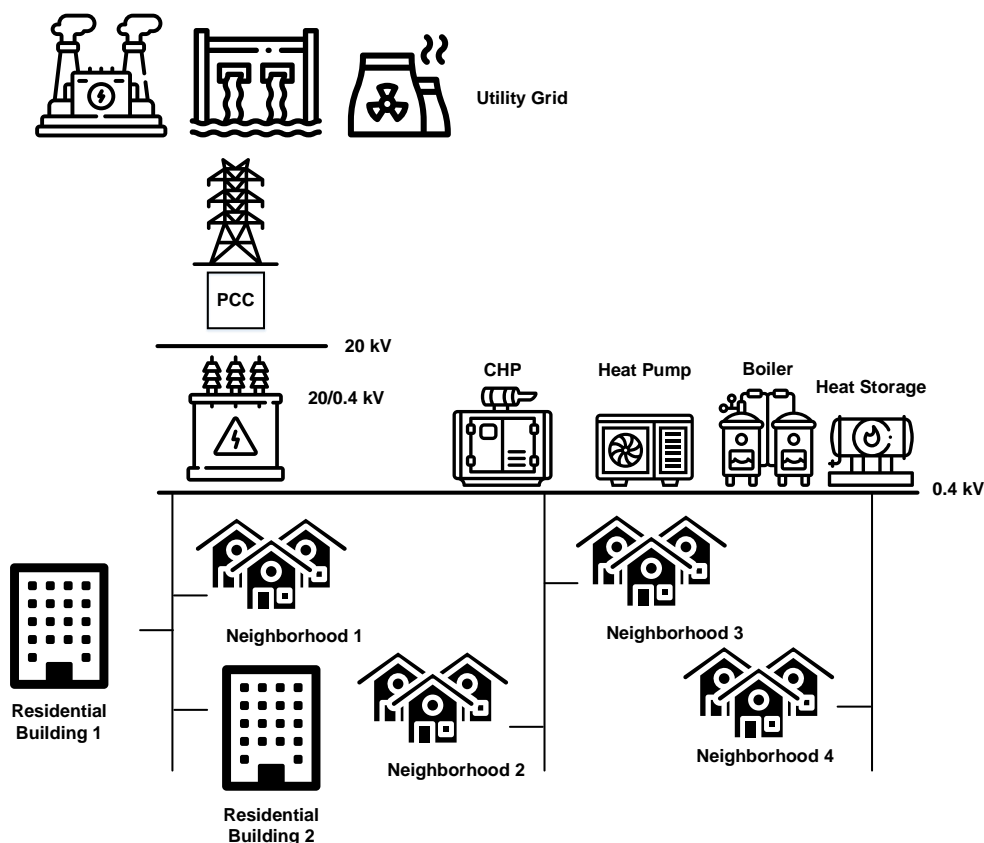 Utility Grid
PCC
20 kV
20/0.4 kV
CHP
Heat Pump
Boiler
Heat Storage
0.4 kV
Neighborhood 1
Neighborhood 3
Residential
Building 1
Neighborhood 2
Neighborhood 4
Residential
Building 2